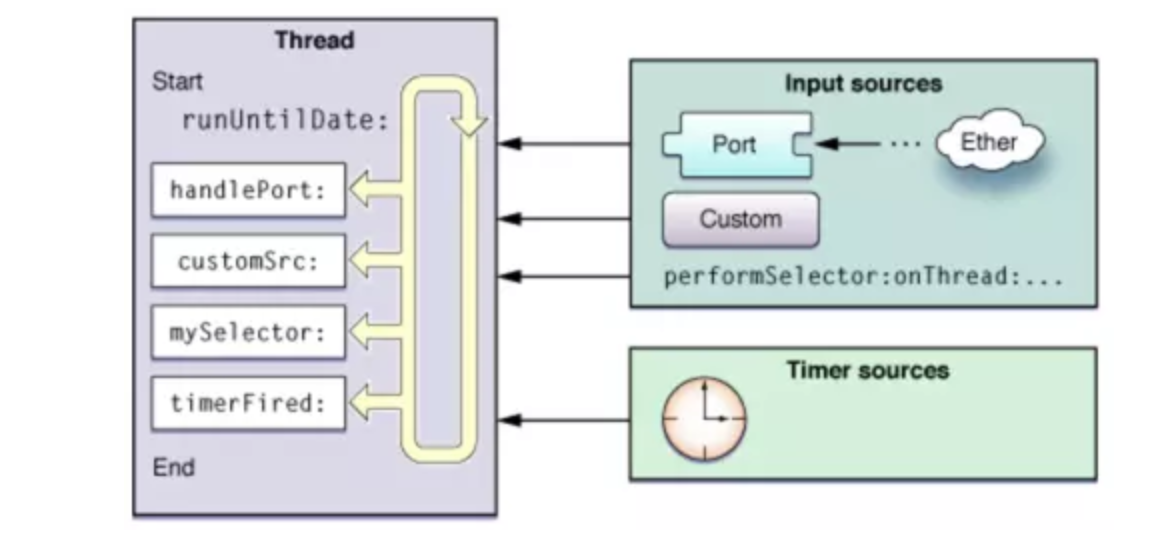 Thread
Start
runUntilDate:
handlePort:
customSrc:
mySelector:
timerFired:
End
Input sources
Port
...
Ether
Custom
performSelector:onThread:...
Timer sources